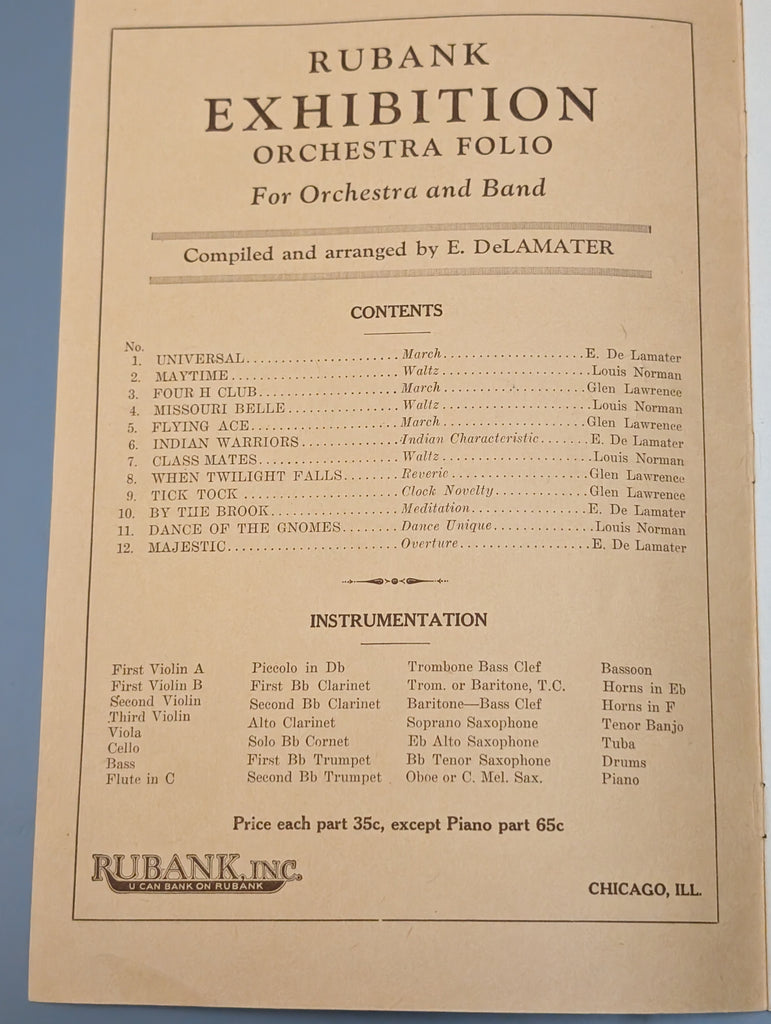 RUBANK
EXHIBITION
ORCHESTRA FOLIO
For Orchestra and Band
Compiled and arranged by E. DeLAMATER
CONTENTS
No.
1. UNIVERSAL....................March...................E. De Lamater
2. MAYTIME......................Waltz....................Louis Norman
3. FOUR H CLUB..................March....................Glen Lawrence
4. MISSOURI BELLE...............Waltz....................Louis Norman
5. FLYING ACE...................March....................Glen Lawrence
6. INDIAN WARRIORS.............Indian Characteristic.......E. De Lamater
7. CLASS MATES..................Waltz....................Louis Norman
8. WHEN TWILIGHT FALLS.......Reverie..................Glen Lawrence
9. TICK TOCK ....................Clock Novelty.............Glen Lawrence
10. BY THE BROOK................Meditation................E. De Lamater
11. DANCE OF THE GNOMES........Dance Unique.............Louis Norman
12. MAJESTIC......................Overture.................E. De Lamater
INSTRUMENTATION
First Violin A
First Violin B
Second Violin
Third Violin
Viola
Cello
Bass
Flute in C
Piccolo in Db
First Bb Clarinet
Second Bb Clarinet
Alto Clarinet
Solo Bb Cornet
First Bb Trumpet
Second Bb Trumpet
Trombone Bass Clef
Trom. or Baritone, T.C.
Baritone—Bass Clef
Soprano Saxophone
Eb Alto Saxophone
Bb Tenor Saxophone
Oboe or C. Mel. Sax.
Bassoon
Horns in Eb
Horns in F
Tenor Banjo
Tuba
Drums
Piano
Price each part 35c, except Piano part 65c
RUBANK, INC.
U CAN BANK ON RUBANK
CHICAGO, ILL.